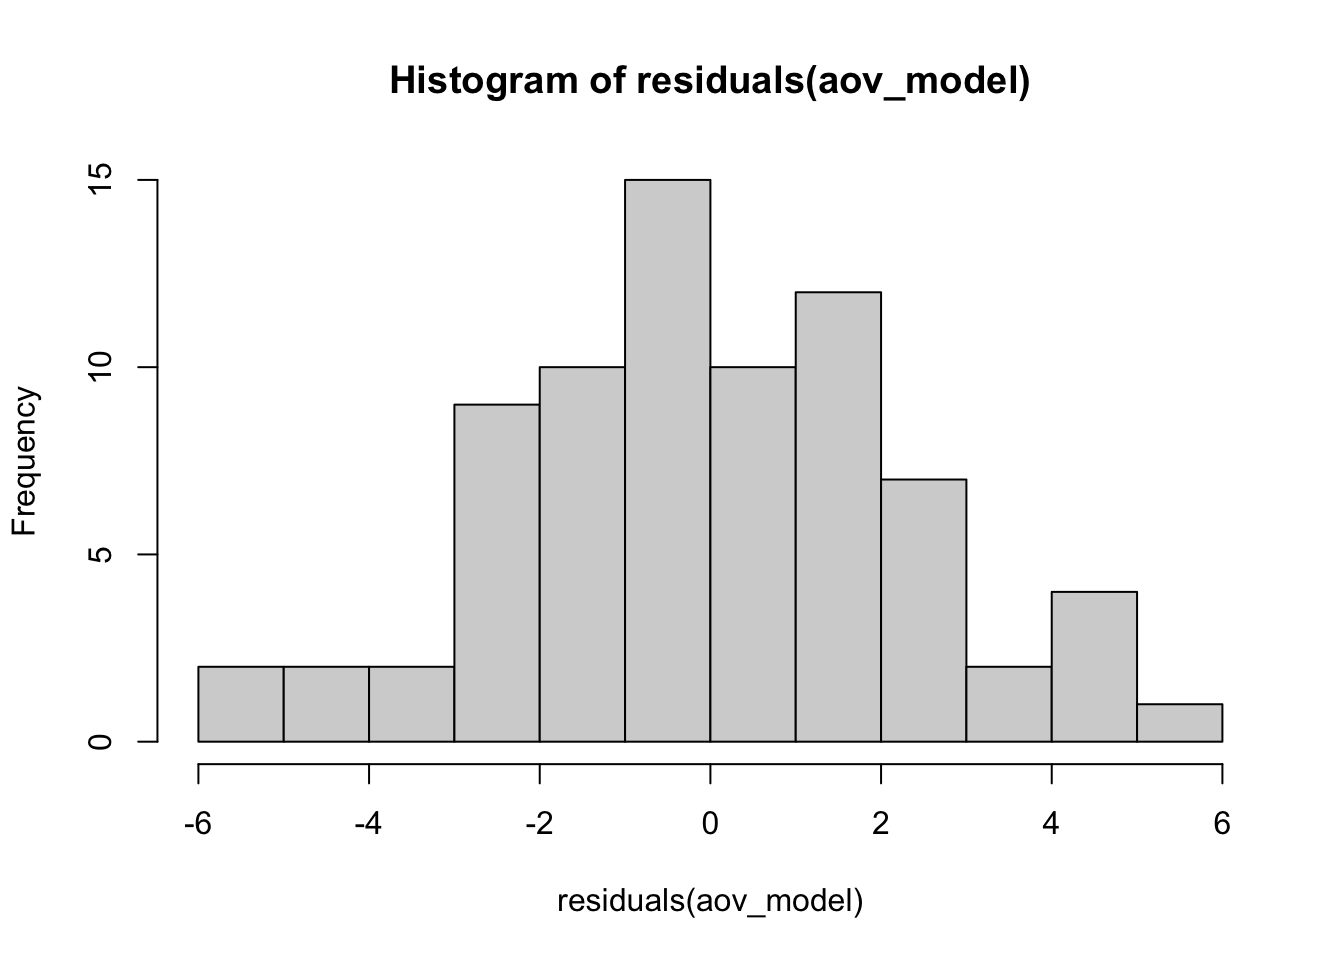 Histogram of residuals(aov_model)
15
10
5
0
Frequency
-6 -4 -2 0 2 4 6
residuals(aov_model)